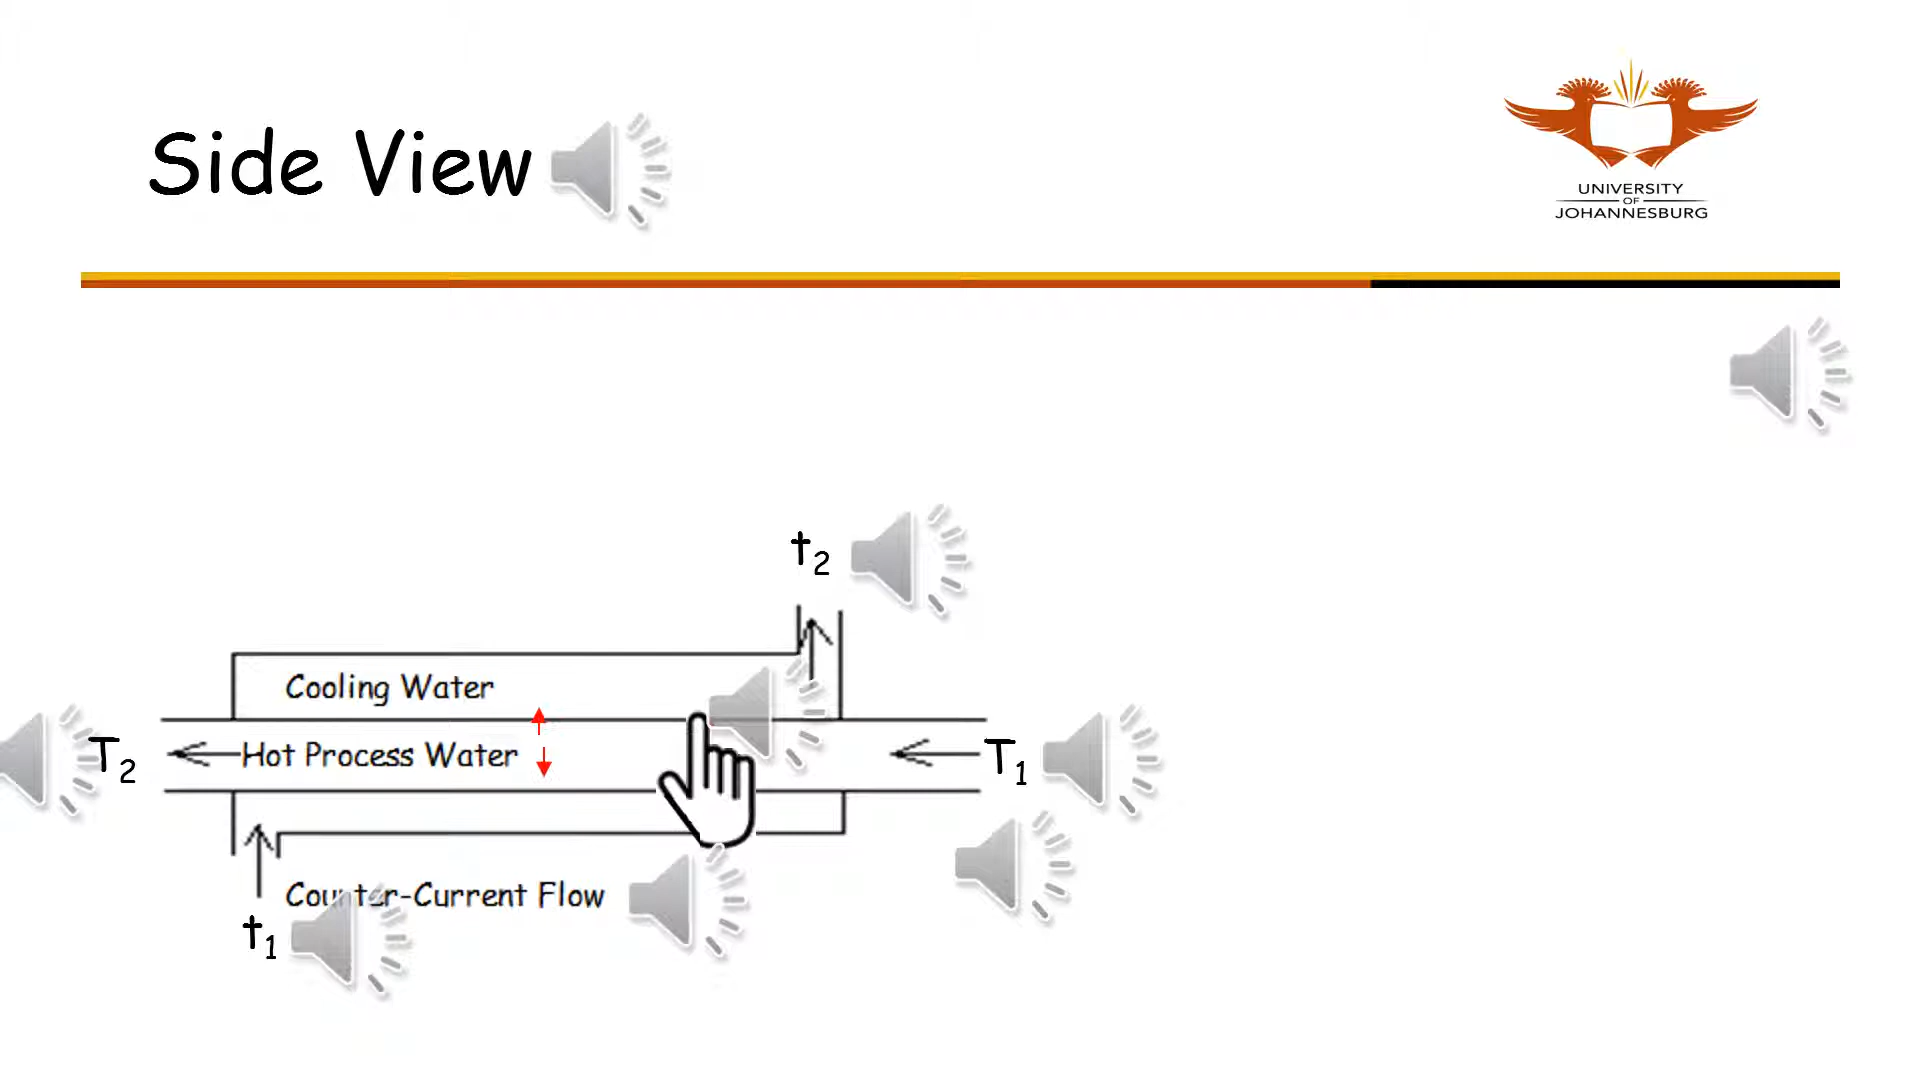 Side View
UNIVERSITY
OF
JOHANNESBURG
t2
Cooling Water
T2
Hot Process Water
T1
Counter-Current Flow
t1